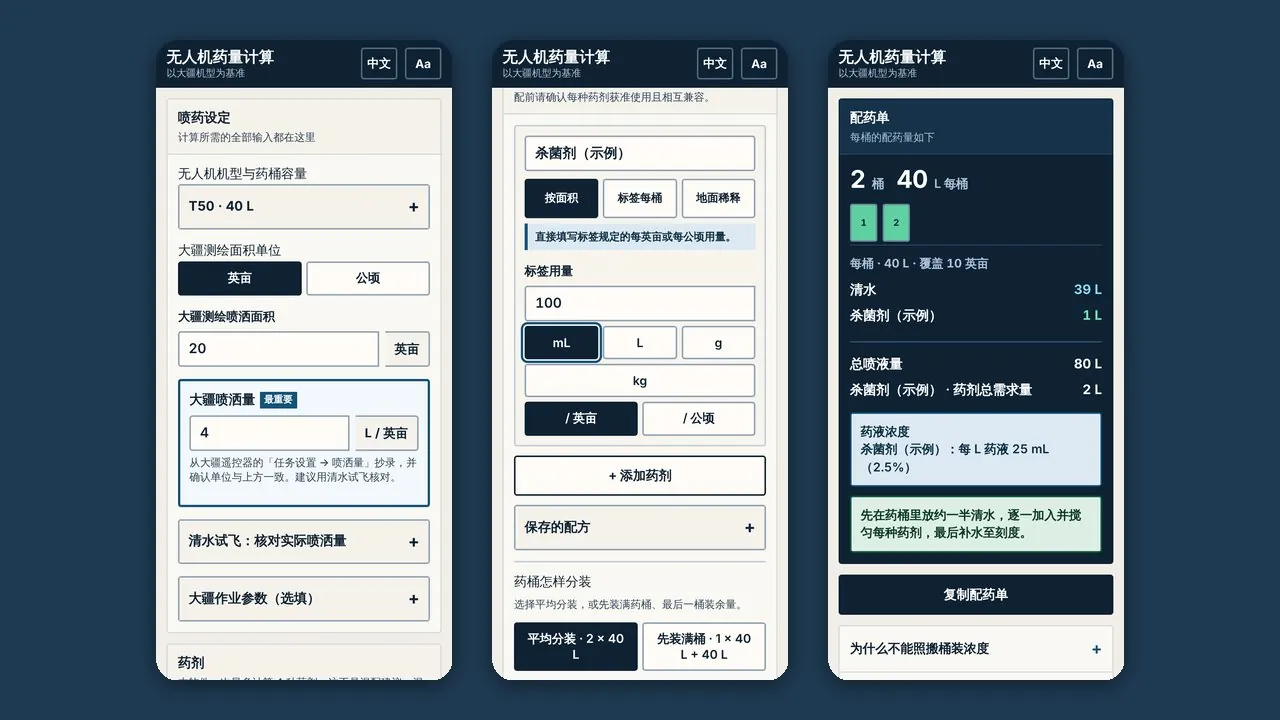 无人机药量计算
以大疆机型为基准
中文
Aa
喷药设定
计算所需的全部输入都在这里
无人机机型与药桶容量
T50 · 40 L
+
大疆测绘面积单位
英亩
公顷
大疆测绘喷洒面积
20
英亩
大疆喷洒量 最重要
4
L / 英亩
从大疆遥控器的「任务设置 → 喷洒量」抄录，并
确认单位与上方一致。建议用清水试飞核对。
清水试飞：核对实际喷洒量
+
大疆作业参数（选填）
+
药剂
无人机药量计算
以大疆机型为基准
中文
Aa
配前请确认每种药剂获准使用且相互兼容。
杀菌剂（示例）
按面积
标签每桶
地面稀释
直接填写标签规定的每英亩或每公顷用量。
标签用量
100
mL
L
g
kg
/ 英亩
/ 公顷
+ 添加药剂
保存的配方
+
药桶怎样分装
选择平均分装，或先装满药桶、最后一桶装余量。
平均分装 · 2 × 40
L
先装满桶 · 1 × 40
L + 40 L
无人机药量计算
以大疆机型为基准
中文
Aa
配药单
每桶的配药量如下
2 桶 40 L 每桶
1
2
每桶 · 40 L · 覆盖 10 英亩
清水 39 L
杀菌剂（示例） 1 L
总喷液量 80 L
杀菌剂（示例） · 药剂总需求量 2 L
药液浓度
杀菌剂（示例）：每 L 药液 25 mL
（2.5%）
先在药桶里放约一半清水，逐一加入并搅
匀每种药剂，最后补水至刻度。
复制配药单
为什么不能照搬桶装浓度
+